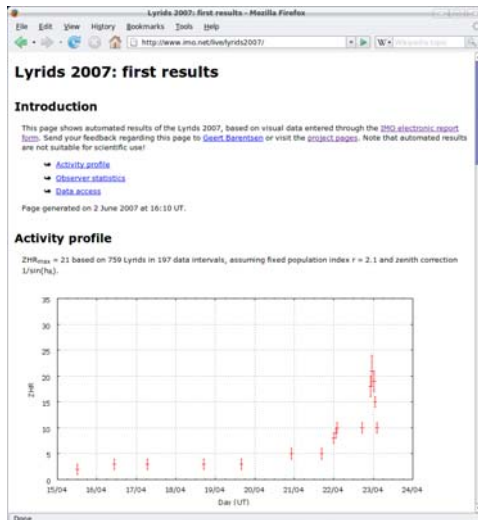 Lyrids 2007: first results - Mozilla Firefox
File Edit View History Bookmarks Tools Help
http://www.imo.net/live/lyrids2007/
Lyrids 2007: first results
Introduction
This page shows automated results of the Lyrids 2007, based on visual data entered through the IMO electronic report
form. Send your feedback regarding this page to Geert Barentsen or visit the project pages. Note that automated results
are not suitable for scientific use!
Activity profile
Observer statistics
Data access
Page generated on 2 June 2007 at 16:10 UT.
Activity profile
ZHRmax = 21 based on 759 Lyrids in 197 data intervals, assuming fixed population index r = 2.1 and zenith correction
1/sin(hR).
35
30
25
20
15
10
5
0
ZHR
15/04 16/04 17/04 18/04 19/04 20/04 21/04 22/04 23/04 24/04
Day (UT)
Done